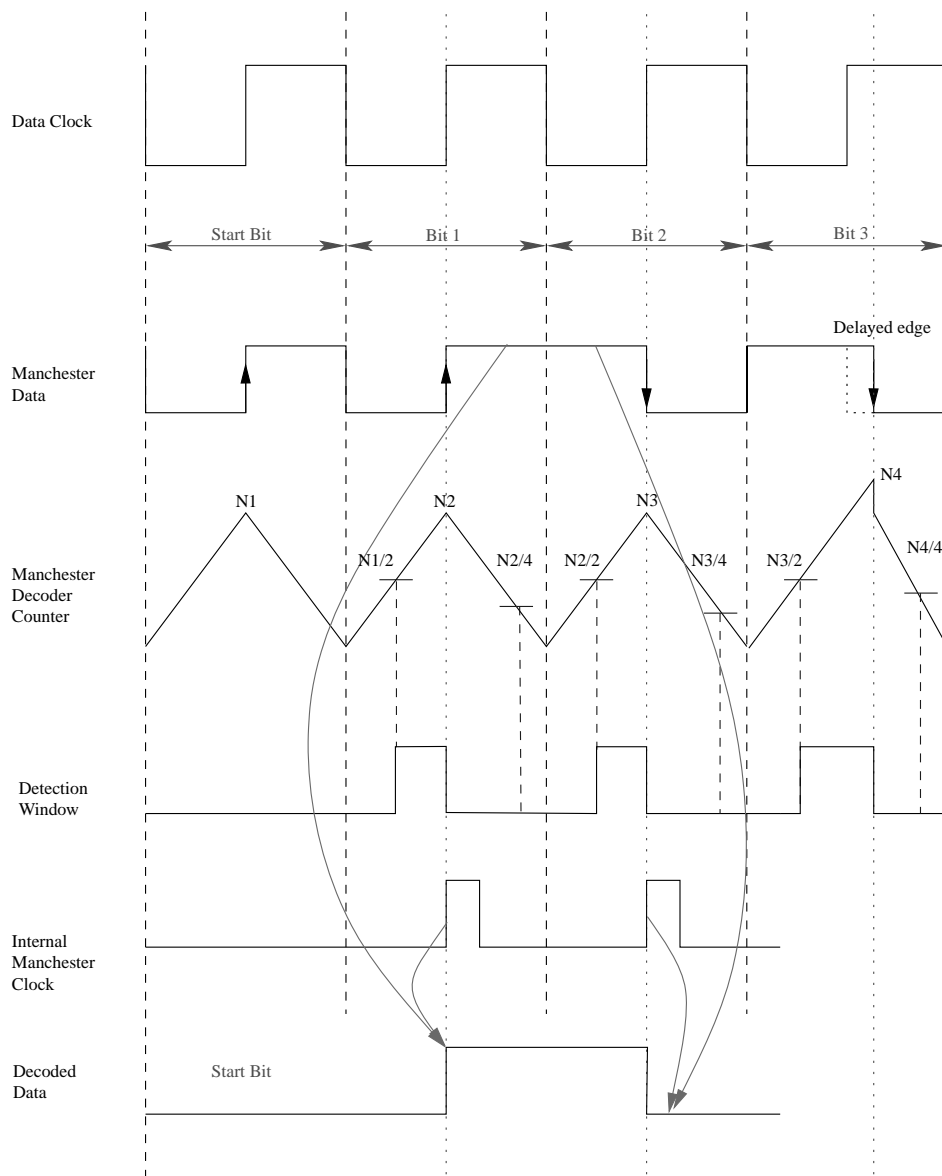 Data Clock
Start Bit
Bit 1
Bit 2
Bit 3
Delayed edge
Manchester
Data
N1
N2
N3
N4
N1/2
N2/4
N2/2
N3/4
N3/2
N4/4
Manchester
Decoder
Counter
Detection
Window
Internal
Manchester
Clock
Decoded
Data
Start Bit